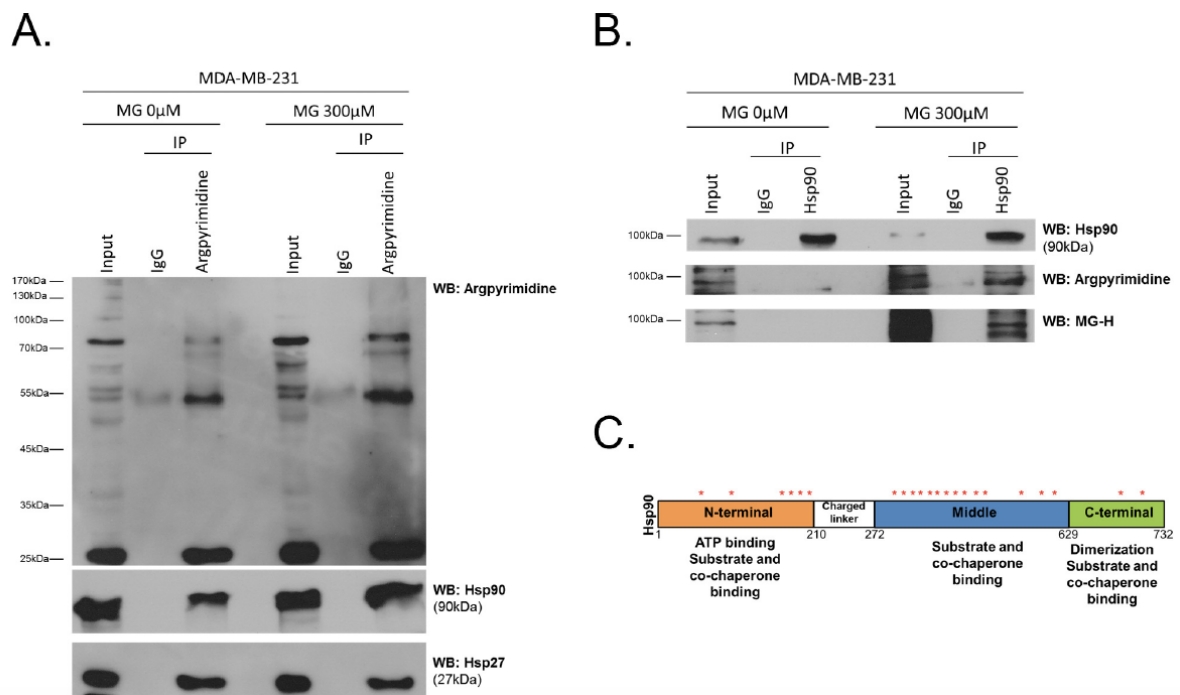 A.
MDA-MB-231
MG 0µM MG 300µM
IP IP
Input IgG Argpyrimidine Input IgG Argpyrimidine
170kDa
130kDa
100kDa
70kDa
55kDa
45kDa
35kDa
25kDa
WB: Argpyrimidine
WB: Hsp90
(90kDa)
WB: Hsp27
(27kDa)
B.
MDA-MB-231
MG 0µM MG 300µM
IP IP
Input IgG Hsp90 Input IgG Hsp90
100kDa WB: Hsp90
(90kDa)
100kDa WB: Argpyrimidine
100kDa WB: MG-H
C.
* * * * * * * * * * * * * * * * * * * * * *
Hsp90
N-terminal Charged linker Middle C-terminal
1 210 272 629 732
ATP binding
Substrate and
co-chaperone
binding
Substrate and
co-chaperone
binding
Dimerization
Substrate and
co-chaperone
binding